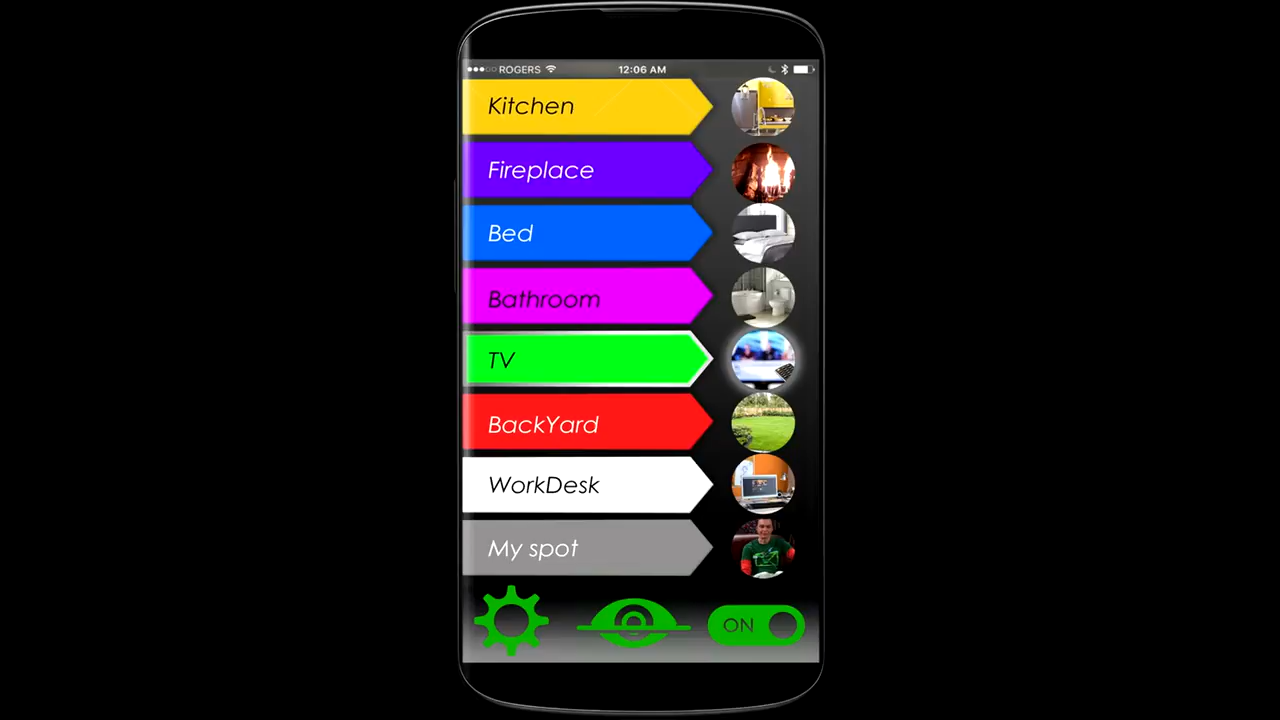 ROGERS 12:06 AM
Kitchen
Fireplace
Bed
Bathroom
TV
BackYard
WorkDesk
My spot
ON